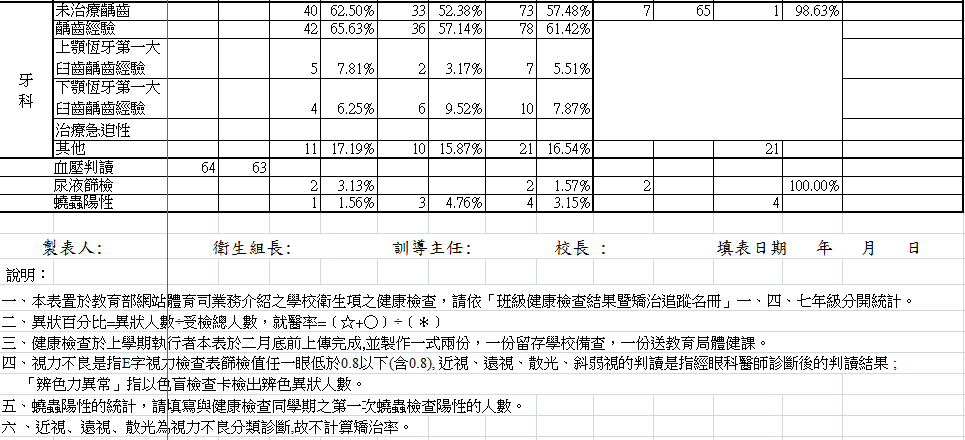 未治療齲齒 40 62.50% 33 52.38% 73 57.48% 7 65 1 98.63%
齲齒經驗 42 65.63% 36 57.14% 78 61.42%
上顎恆牙第一大
臼齒齲齒經驗 5 7.81% 2 3.17% 7 5.51%
牙科
下顎恆牙第一大
臼齒齲齒經驗 4 6.25% 6 9.52% 10 7.87%
治療急迫性
其他 11 17.19% 10 15.87% 21 16.54% 21
血壓判讀 64 63
尿液篩檢 2 3.13% 2 1.57% 2 100.00%
蟯蟲陽性 1 1.56% 3 4.76% 4 3.15% 4
製表人: 衛生組長: 訓導主任: 校長 : 填表日期 年 月 日
說明：
一、本表置於教育部網站體育司業務介紹之學校衛生項之健康檢查，請依「班級健康檢查結果暨矯治追蹤名冊」一、四、七年級分開統計。
二、異狀百分比=異狀人數÷受檢總人數，就醫率=﹝☆+○﹞÷﹝＊﹞
三、健康檢查於上學期執行者本表於二月底前上傳完成,並製作一式兩份，一份留存學校備查，一份送教育局體健課。
四、視力不良是指E字視力檢查表篩檢值任一眼低於0.8以下(含0.8), 近視、遠視、散光、斜弱視的判讀是指經眼科醫師診斷後的判讀結果 ;
「辨色力異常」指以色盲檢查卡檢出辨色異狀人數。
五、蟯蟲陽性的統計，請填寫與健康檢查同學期之第一次蟯蟲檢查陽性的人數。
六 、近視、遠視、散光為視力不良分類診斷,故不計算矯治率。